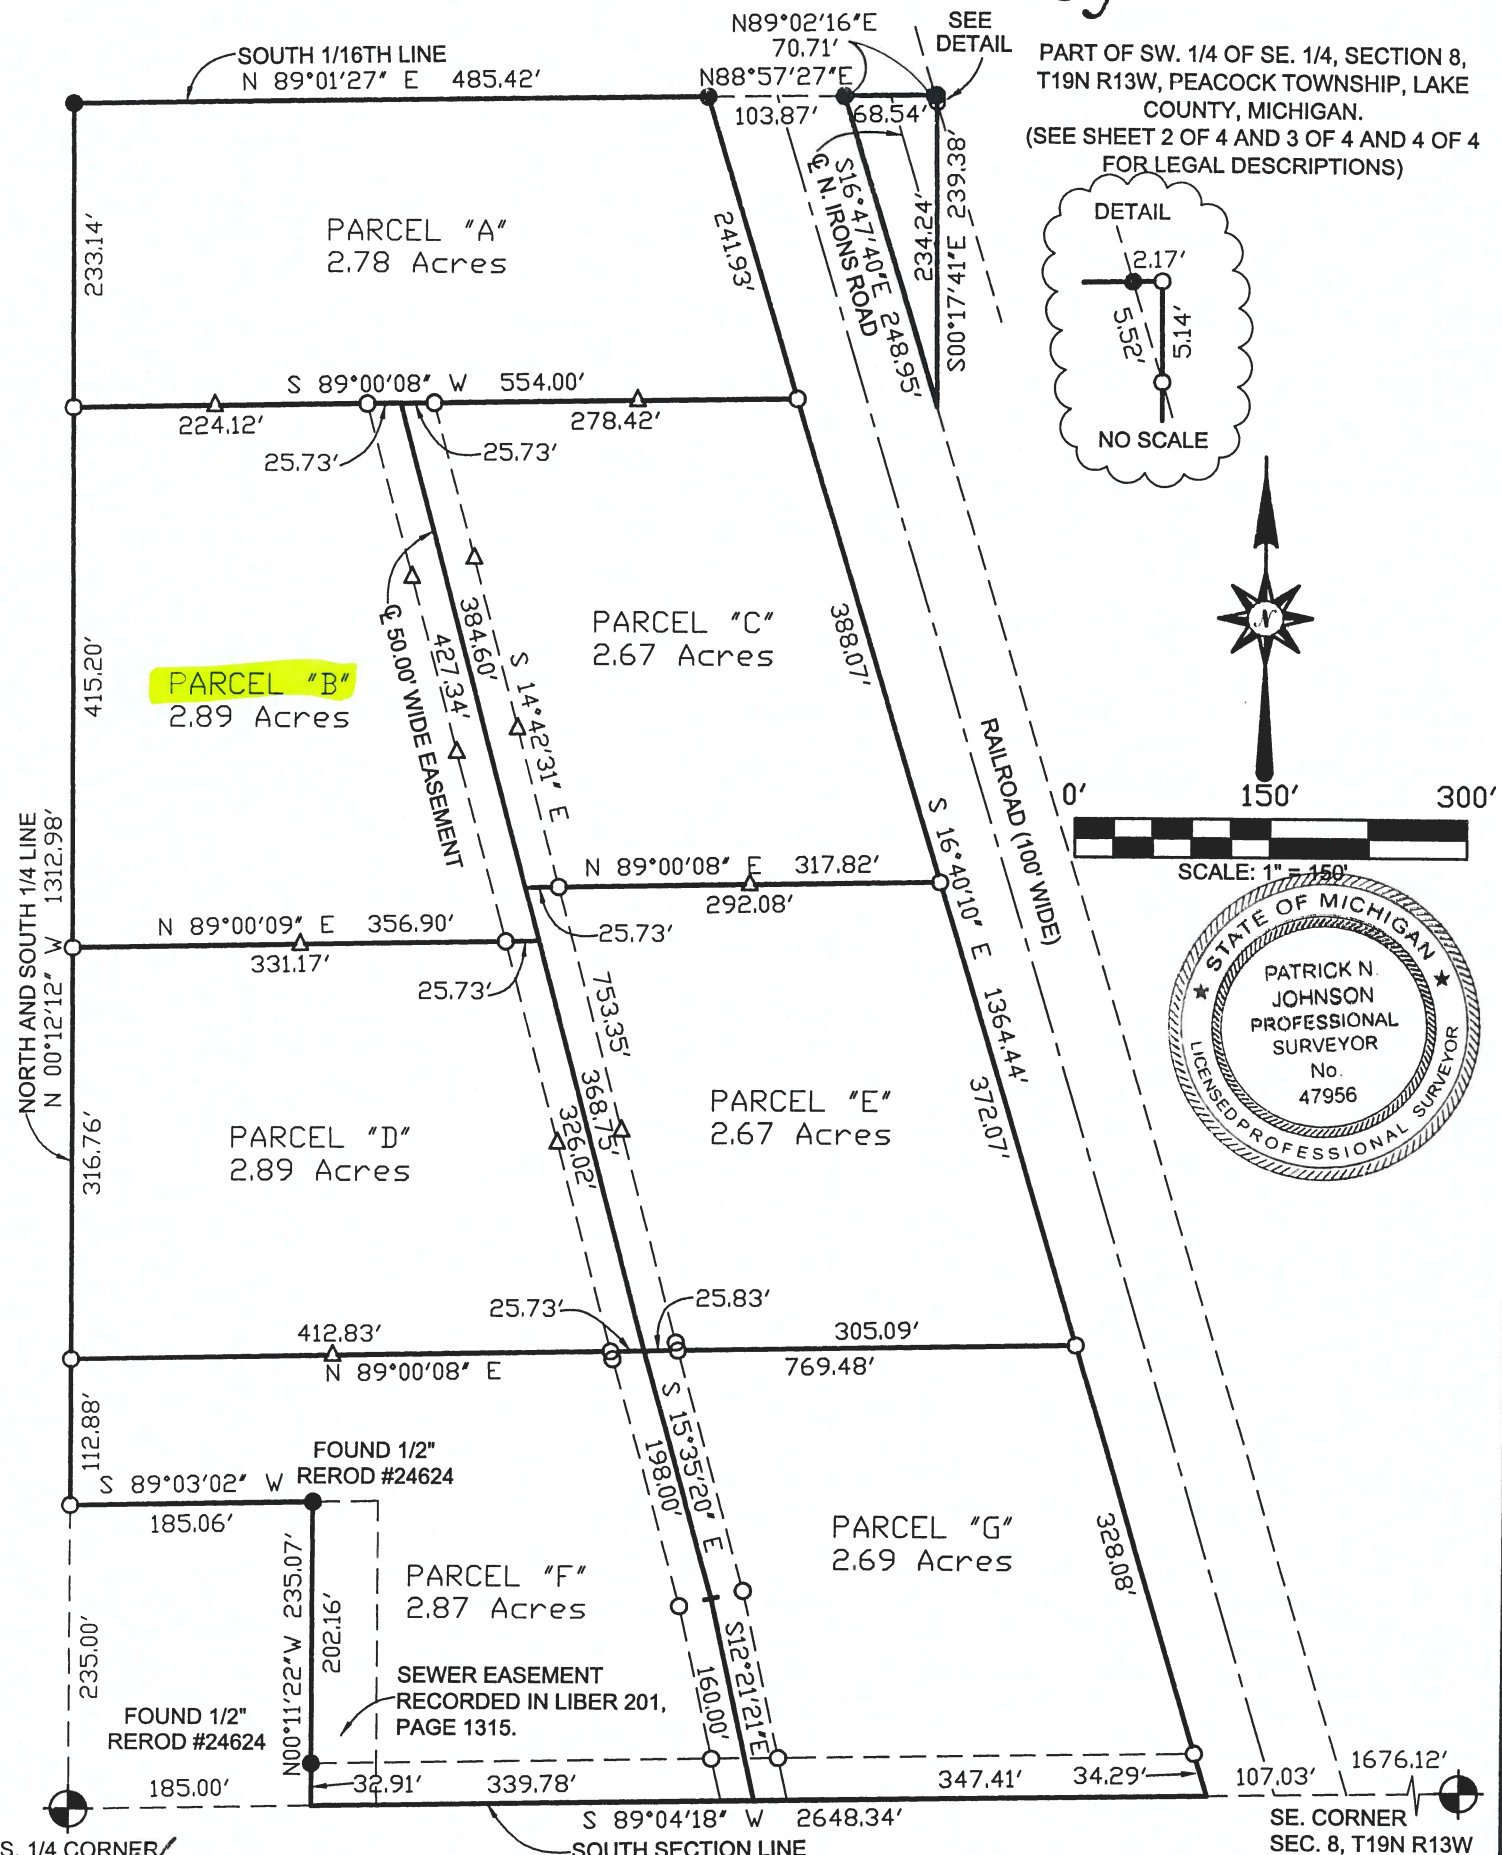 SOUTH 1/16TH LINE
N 89°01'27" E 485.42'
N89°02'16"E
70.71'
SEE
DETAIL
N88°57'27"E
103.87'
68.54'
PART OF SW. 1/4 OF SE. 1/4, SECTION 8,
T19N R13W, PEACOCK TOWNSHIP, LAKE
COUNTY, MICHIGAN.
(SEE SHEET 2 OF 4 AND 3 OF 4 AND 4 OF 4
FOR LEGAL DESCRIPTIONS)
DETAIL
2.17'
5.52'
5.14'
NO SCALE
233.14'
PARCEL "A"
2.78 Acres
241.93'
℄ N. IRONS ROAD
S16°47'40"E 248.95'
234.24'
S00°17'41"E 239.38'
S 89°00'08" W 554.00'
224.12'
278.42'
25.73'
25.73'
415.20'
PARCEL "B"
2.89 Acres
℄ 50.00' WIDE EASEMENT
427.34'
384.60'
S 14°42'31" E
753.35'
PARCEL "C"
2.67 Acres
388.07'
N
RAILROAD (100' WIDE)
0' 150' 300'
SCALE: 1" = 150'
STATE OF MICHIGAN
PATRICK N.
JOHNSON
PROFESSIONAL
SURVEYOR
No.
47956
LICENSED PROFESSIONAL SURVEYOR
N 89°00'08" E 317.82'
292.08'
25.73'
S 16°40'10" E 1364.44'
N 89°00'09" E 356.90'
331.17'
25.73'
NORTH AND SOUTH 1/4 LINE
N 00°12'12" W 1312.98'
316.76'
PARCEL "D"
2.89 Acres
326.02'
368.75'
PARCEL "E"
2.67 Acres
372.07'
25.73'
25.83'
412.83'
N 89°00'08" E
305.09'
769.48'
112.88'
S 89°03'02" W
185.06'
FOUND 1/2"
REROD #24624
198.00'
S 15°35'20" E
PARCEL "F"
2.87 Acres
PARCEL "G"
2.69 Acres
328.08'
235.00'
N00°11'22"W 235.07'
202.16'
SEWER EASEMENT
RECORDED IN LIBER 201,
PAGE 1315.
160.00'
S12°21'21"E
FOUND 1/2"
REROD #24624
185.00'
32.91'
339.78'
347.41'
34.29'
107.03'
1676.12'
S 89°04'18" W 2648.34'
SOUTH SECTION LINE
S. 1/4 CORNER
SE. CORNER
SEC. 8, T19N R13W